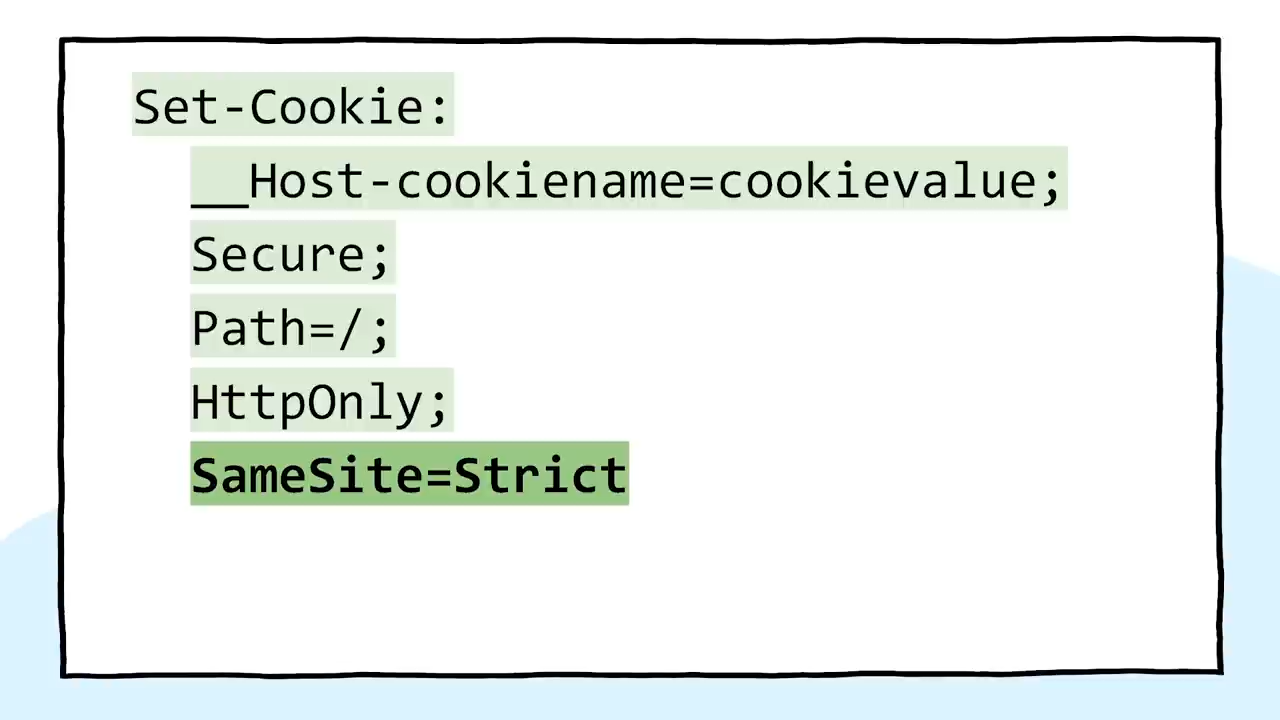 Set-Cookie:
__Host-cookiename=cookievalue;
Secure;
Path=/;
HttpOnly;
SameSite=Strict